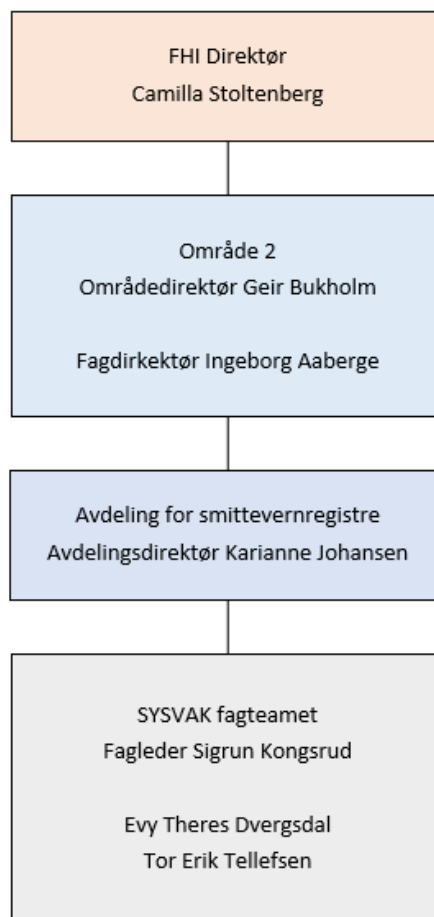 FHI Direktør
Camilla Stoltenberg
Område 2
Områdedirektør Geir Bukholm
Fagdirkektør Ingeborg Aaberge
Avdeling for smittevernregistre
Avdelingsdirektør Karianne Johansen
SYSVAK fagteamet
Fagleder Sigrun Kongsrud
Evy Theres Dvergsdal
Tor Erik Tellefsen